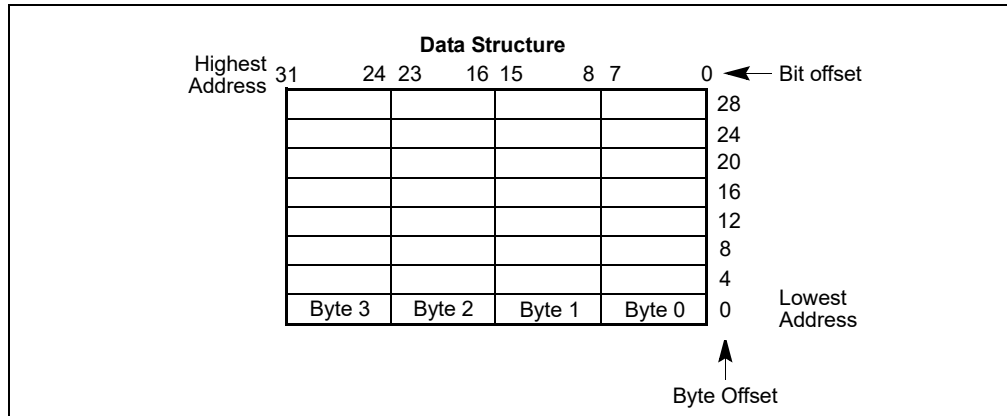 Data Structure
Highest
Address
31 24 23 16 15 8 7 0
Bit offset
28
24
20
16
12
8
4
Byte 3 Byte 2 Byte 1 Byte 0 0
Lowest
Address
Byte Offset